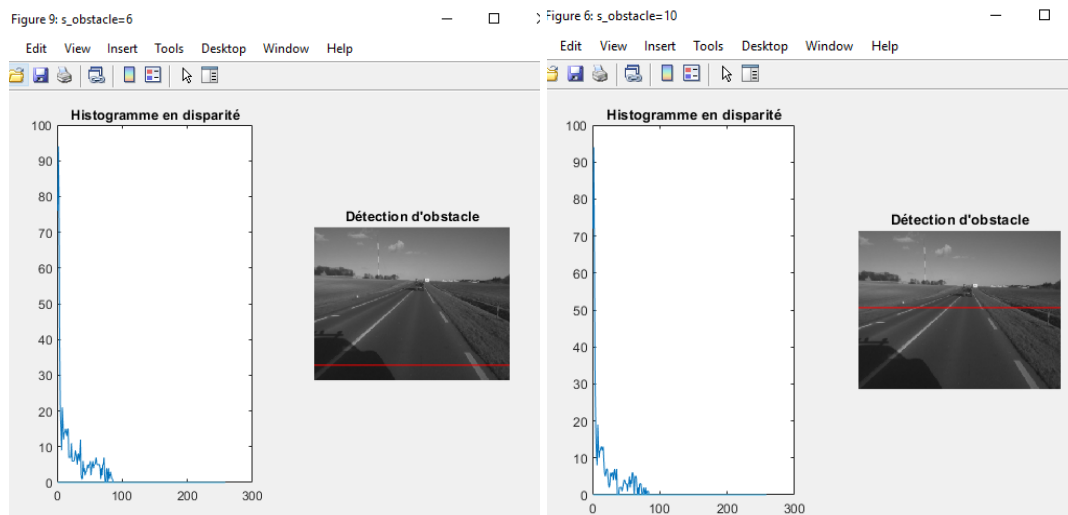 Figure 9: s_obstacle=6
Edit View Insert Tools Desktop Window Help
Histogramme en disparité
100
90
80
70
60
50
40
30
20
10
0
0 100 200 300
Détection d'obstacle
Figure 6: s_obstacle=10
Edit View Insert Tools Desktop Window Help
Histogramme en disparité
100
90
80
70
60
50
40
30
20
10
0
0 100 200 300
Détection d'obstacle